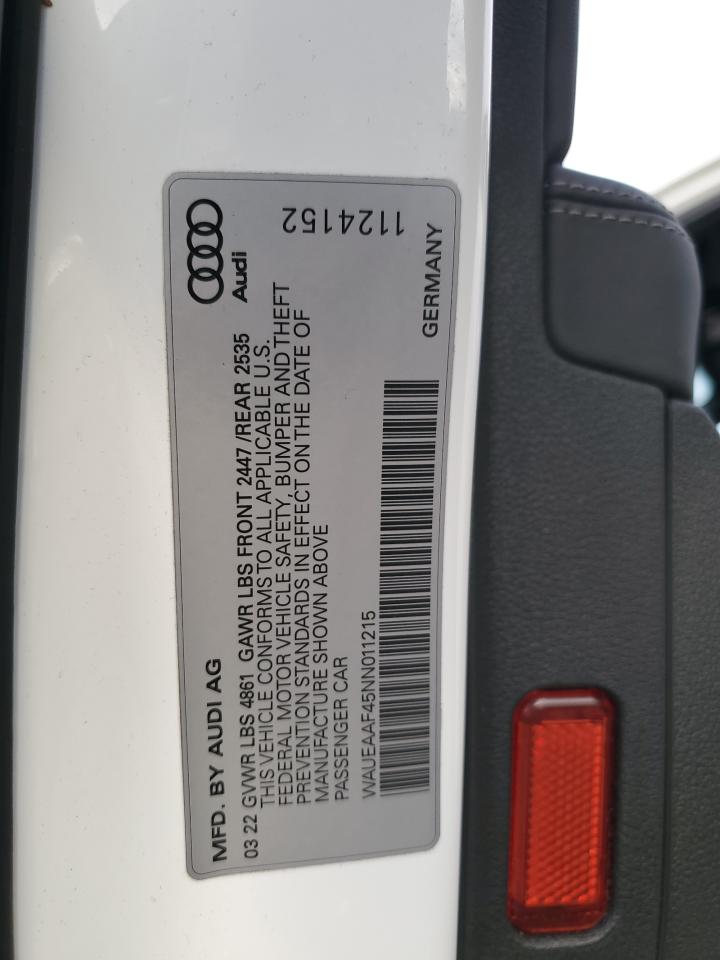 MFD. BY AUDI AG
03 22 GVWR LBS 4861 GAWR LBS FRONT 2447 /REAR 2535
THIS VEHICLE CONFORMS TO ALL APPLICABLE U.S.
FEDERAL MOTOR VEHICLE SAFETY, BUMPER AND THEFT
PREVENTION STANDARDS IN EFFECT ON THE DATE OF
MANUFACTURE SHOWN ABOVE
PASSENGER CAR
WAUEAAF45NN011215
Audi
1124152
GERMANY